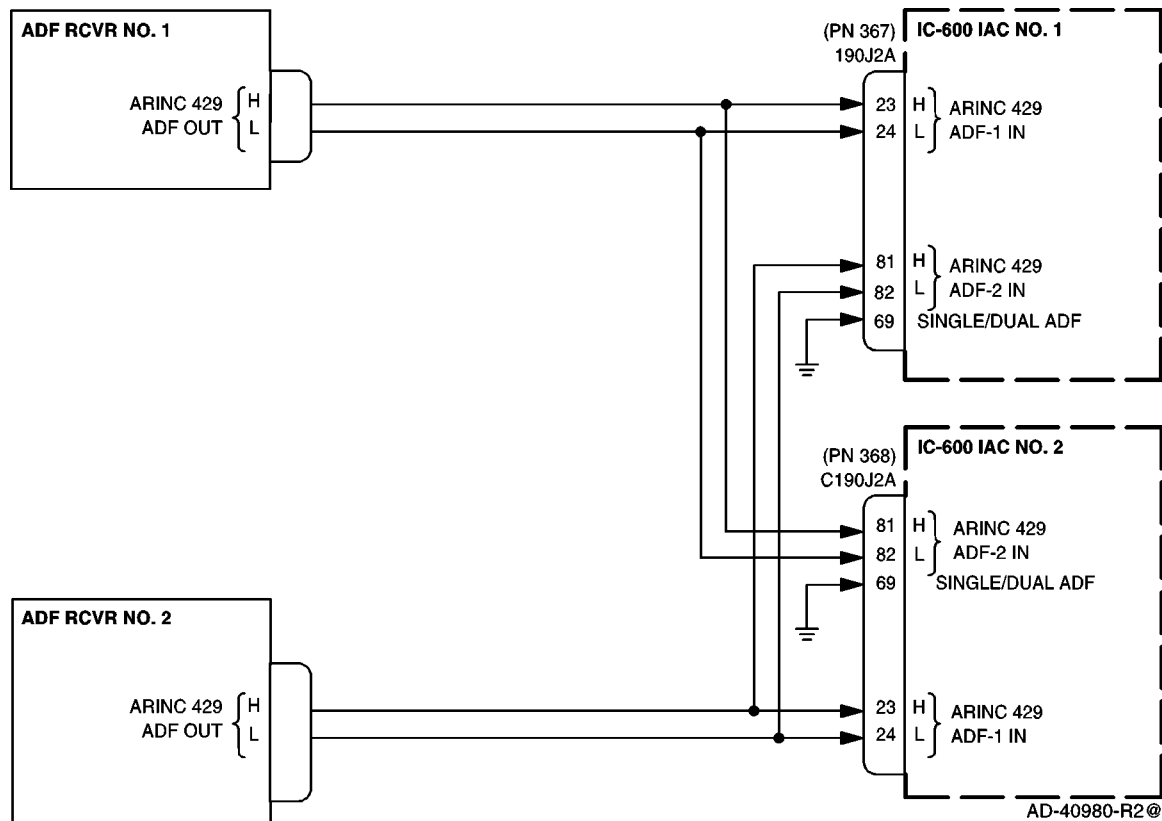 ADF RCVR NO. 1
ARINC 429 H
ADF OUT L
(PN 367)
190J2A
IC-600 IAC NO. 1
23 H ARINC 429
24 L ADF-1 IN
81 H ARINC 429
82 L ADF-2 IN
69 SINGLE/DUAL ADF
(PN 368)
C190J2A
IC-600 IAC NO. 2
81 H ARINC 429
82 L ADF-2 IN
69 SINGLE/DUAL ADF
ADF RCVR NO. 2
ARINC 429 H
ADF OUT L
23 H ARINC 429
24 L ADF-1 IN
AD-40980-R2@